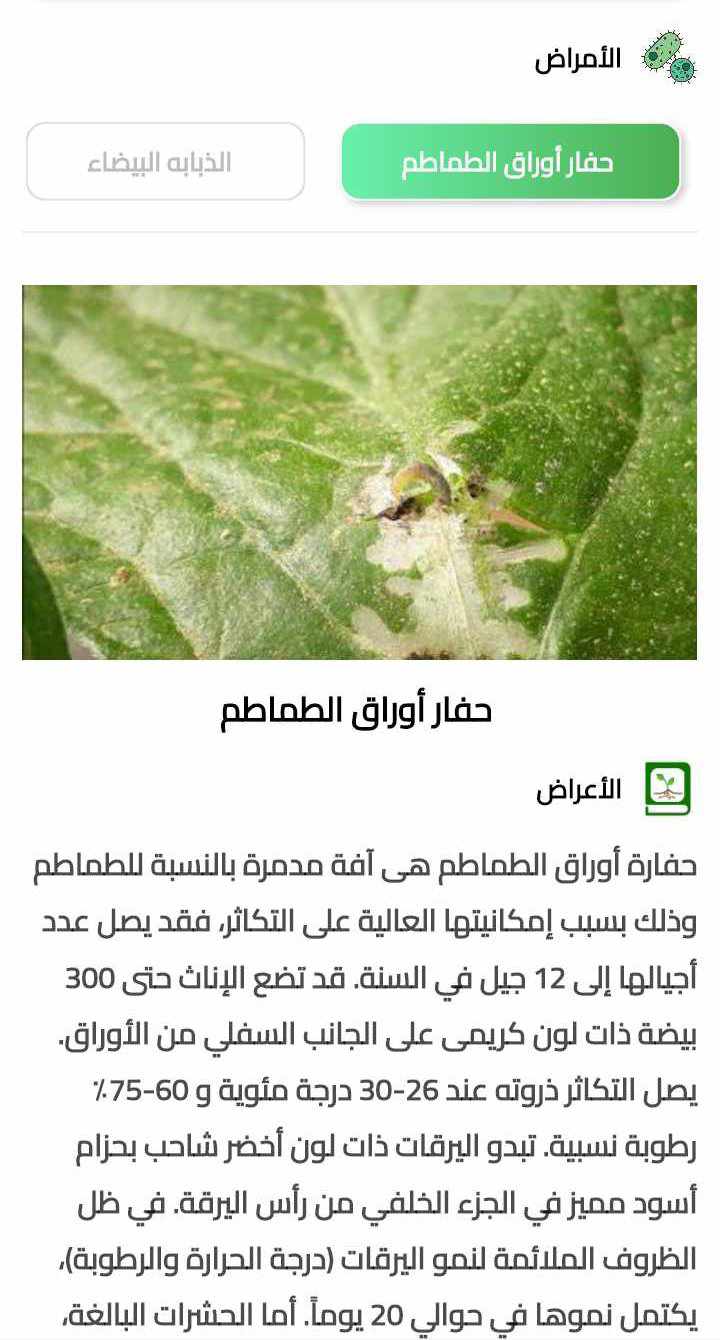 الأمراض
حفار أوراق الطماطم
الذبابه البيضاء
حفار أوراق الطماطم
الأعراض
حفارة أوراق الطماطم هى آفة مدمرة بالنسبة للطماطم
وذلك بسبب إمكانيتها العالية على التكاثر، فقد يصل عدد
أجيالها إلى 12 جيل في السنة. قد تضع الإناث حتى 300
بيضة ذات لون كريمى على الجانب السفلي من الأوراق.
يصل التكاثر ذروته عند 26-30 درجة مئوية و 60-75٪
رطوبة نسبية. تبدو اليرقات ذات لون أخضر شاحب بحزام
أسود مميز في الجزء الخلفي من رأس اليرقة. في ظل
الظروف الملائمة لنمو اليرقات (درجة الحرارة والرطوبة)،
يكتمل نموها في حوالي 20 يوماً. أما الحشرات البالغة،